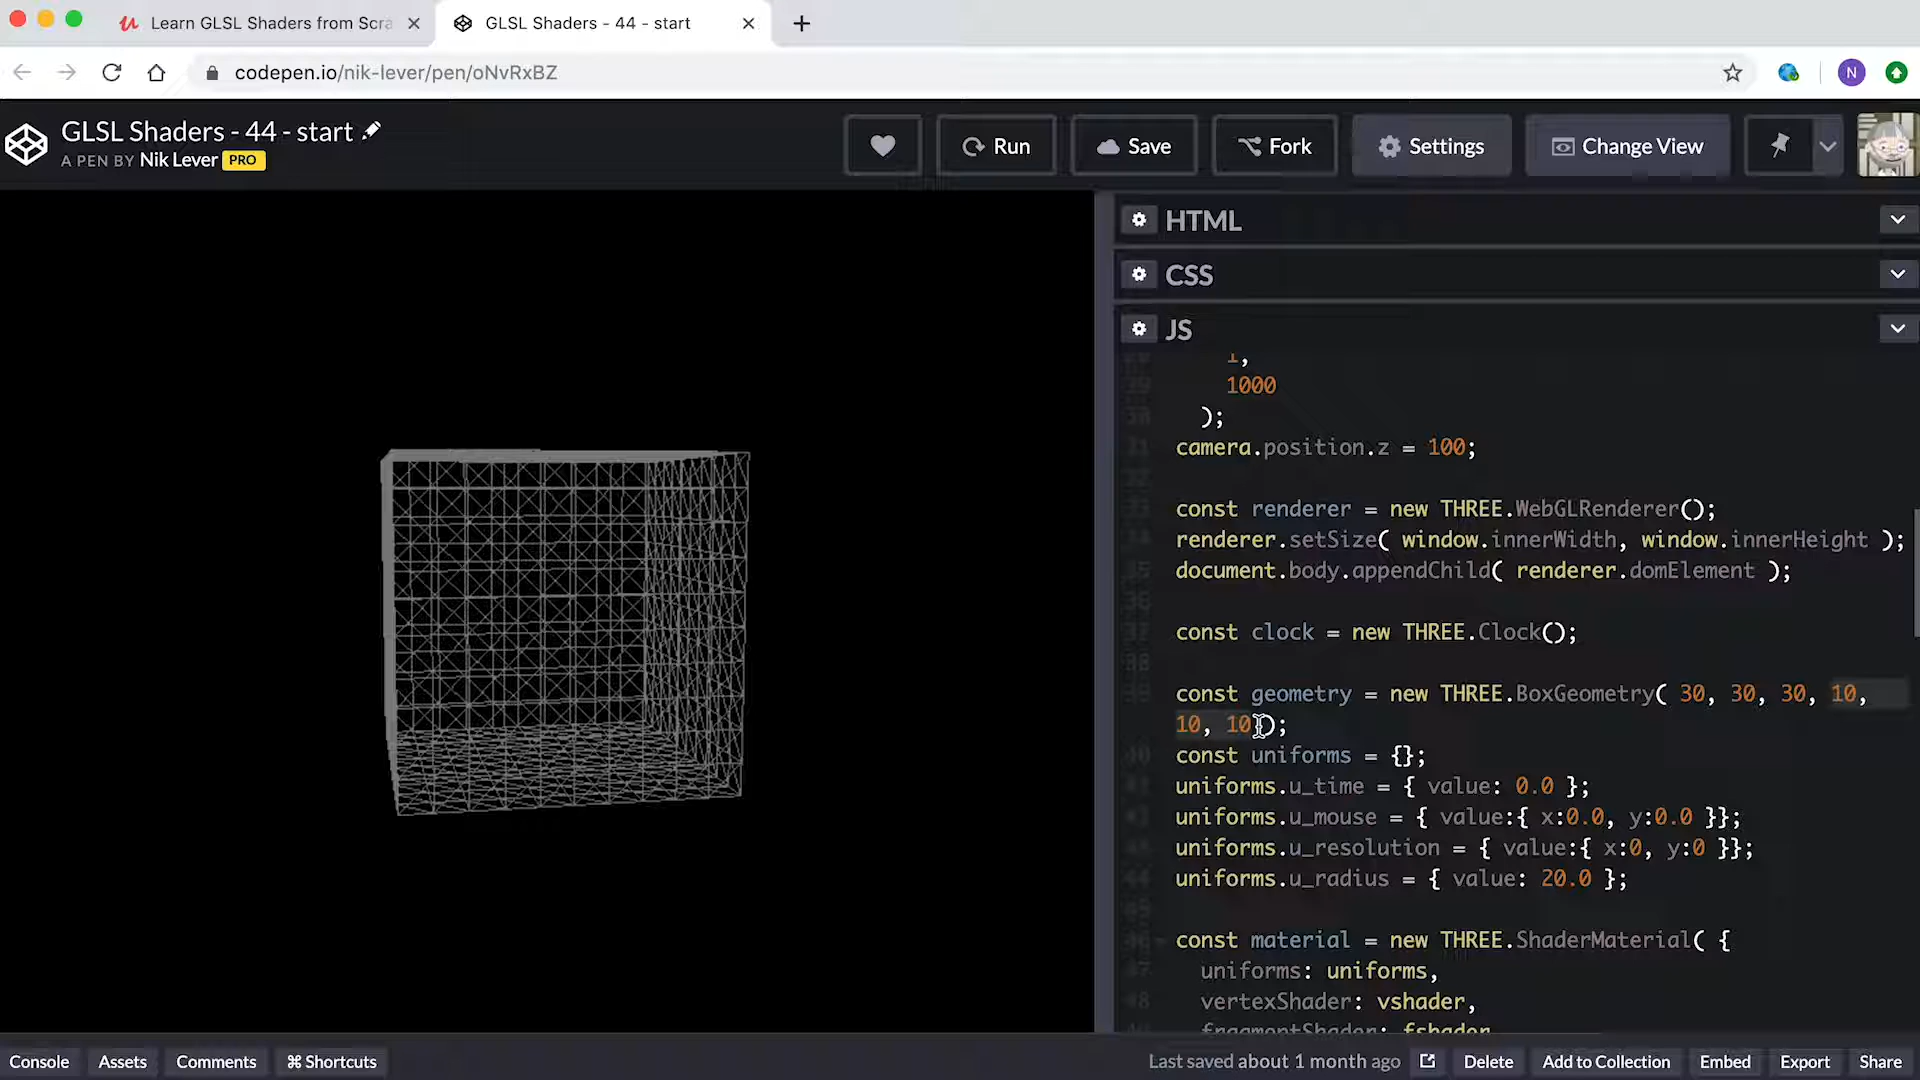 Learn GLSL Shaders from Scra
GLSL Shaders - 44 - start
codepen.io/nik-lever/pen/oNvRxBZ
N
GLSL Shaders - 44 - start
A PEN BY Nik Lever PRO
Run
Save
Fork
Settings
Change View
HTML
CSS
JS
1,
1000
);
31 camera.position.z = 100;
const renderer = new THREE.WebGLRenderer();
renderer.setSize( window.innerWidth, window.innerHeight );
document.body.appendChild( renderer.domElement );
const clock = new THREE.Clock();
const geometry = new THREE.BoxGeometry( 30, 30, 30, 10,
10, 10 );
const uniforms = {};
uniforms.u_time = { value: 0.0 };
uniforms.u_mouse = { value:{ x:0.0, y:0.0 }};
uniforms.u_resolution = { value:{ x:0, y:0 }};
uniforms.u_radius = { value: 20.0 };
const material = new THREE.ShaderMaterial( {
uniforms: uniforms,
vertexShader: vshader,
fragmentShader: fshader
Console
Assets
Comments
⌘ Shortcuts
Last saved about 1 month ago
Delete
Add to Collection
Embed
Export
Share